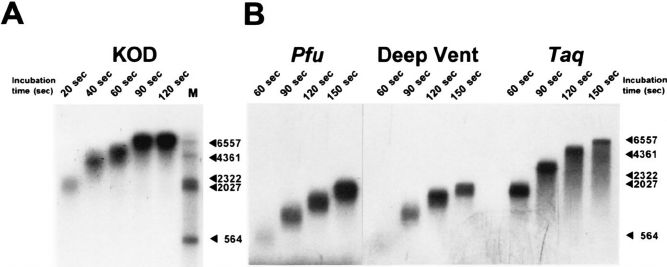 A
KOD
Incubation
time (sec)
20 sec
40 sec
60 sec
90 sec
120 sec
M
6557
4361
2322
2027
564
B
Pfu
Deep Vent
Taq
60 sec
90 sec
120 sec
150 sec
60 sec
90 sec
120 sec
150 sec
60 sec
90 sec
120 sec
150 sec
Incubation
time (sec)
6557
4361
2322
2027
564